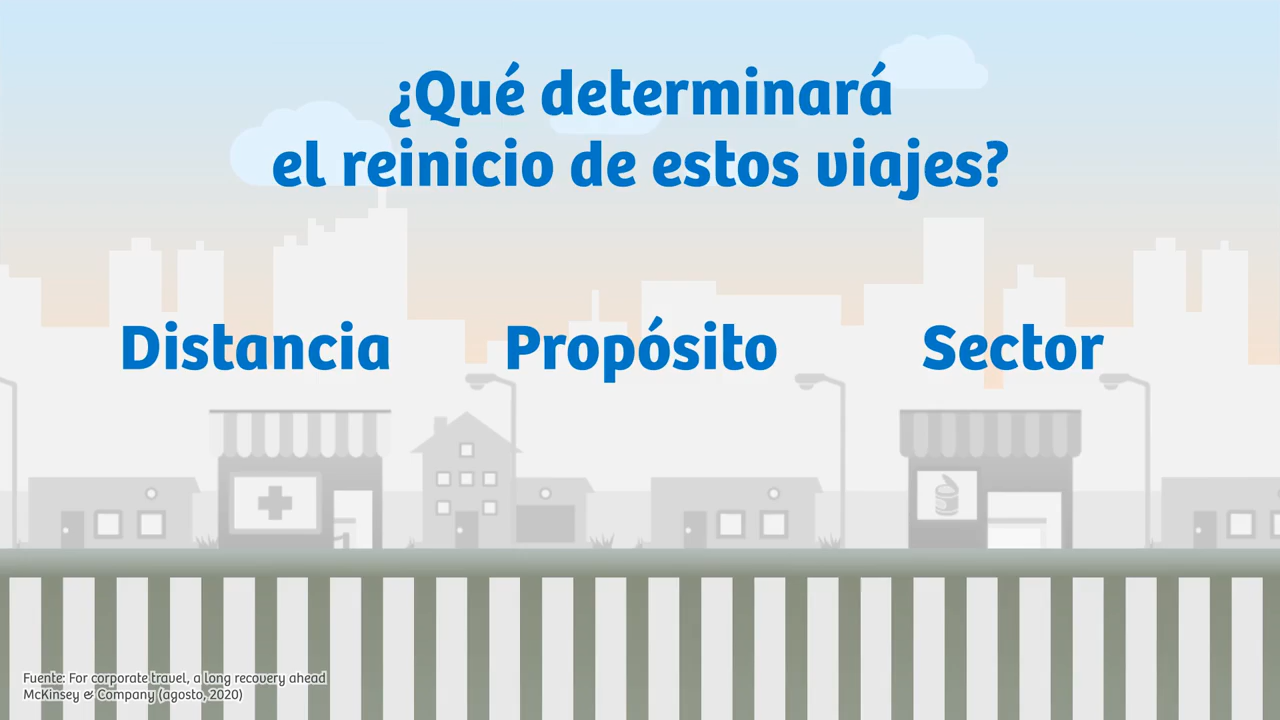 ¿Qué determinará
el reinicio de estos viajes?
Distancia Propósito Sector
Fuente: For corporate travel, a long recovery ahead
McKinsey & Company (agosto, 2020)